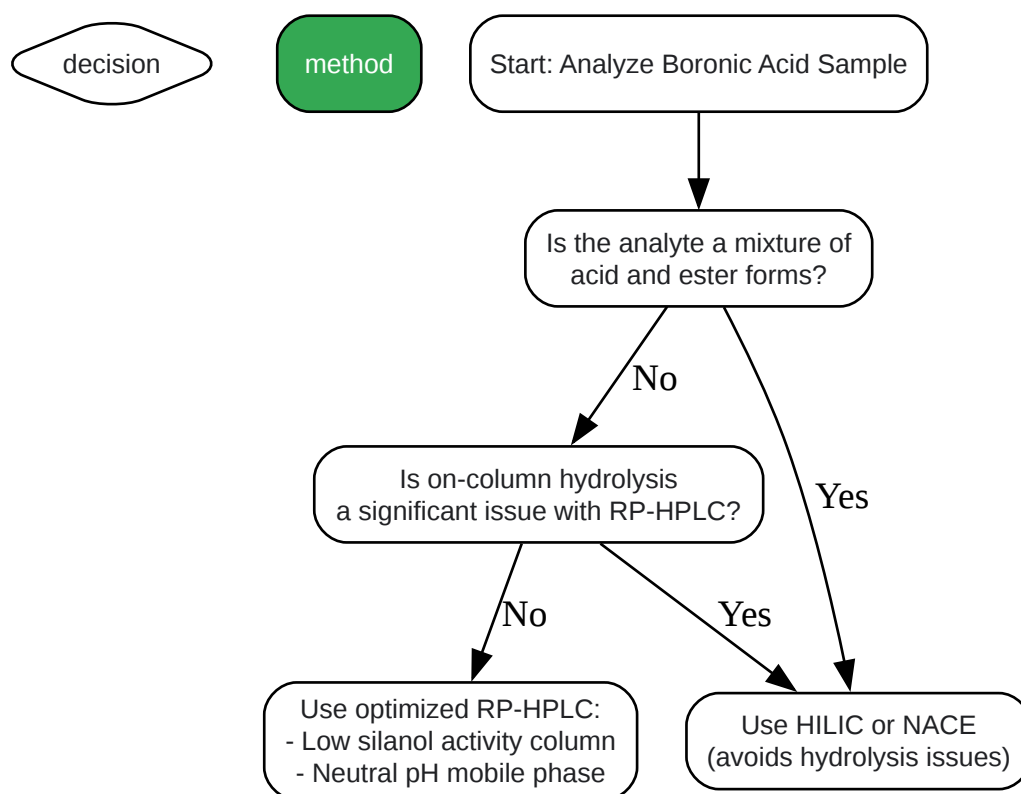 decision
method
Start: Analyze Boronic Acid Sample
Is the analyte a mixture of
acid and ester forms?
No
Is on-column hydrolysis
a significant issue with RP-HPLC?
Yes
No
Yes
Use optimized RP-HPLC:
- Low silanol activity column
- Neutral pH mobile phase
Use HILIC or NACE
(avoids hydrolysis issues)